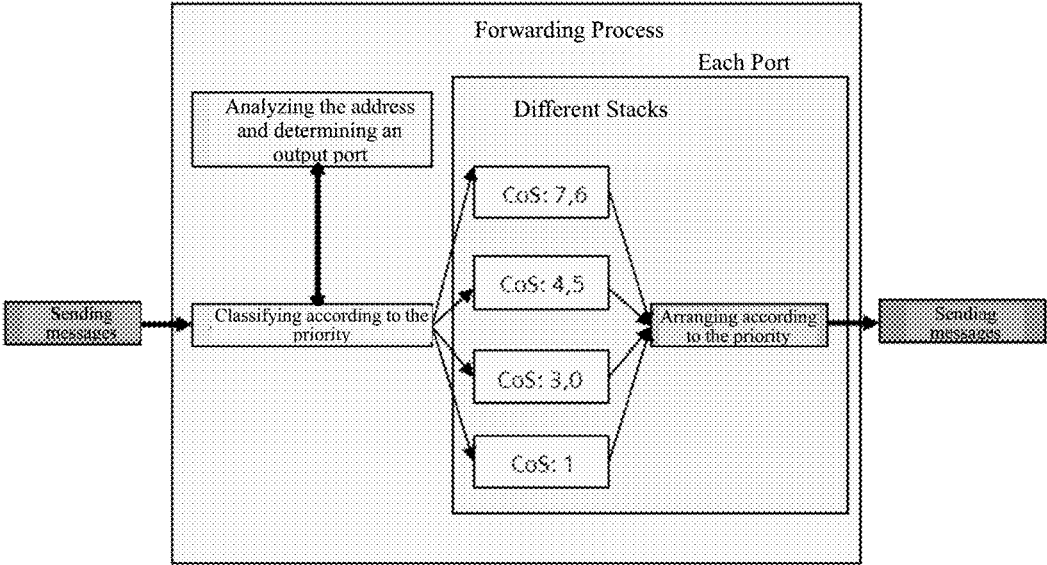 Forwarding Process
Each Port
Analyzing the address
and determining an
output port
Different Stacks
CoS: 7,6
CoS: 4,5
Sending
messages
Classifying according to the
priority
Arranging according
to the priority
Sending
messages
CoS: 3,0
CoS: 1